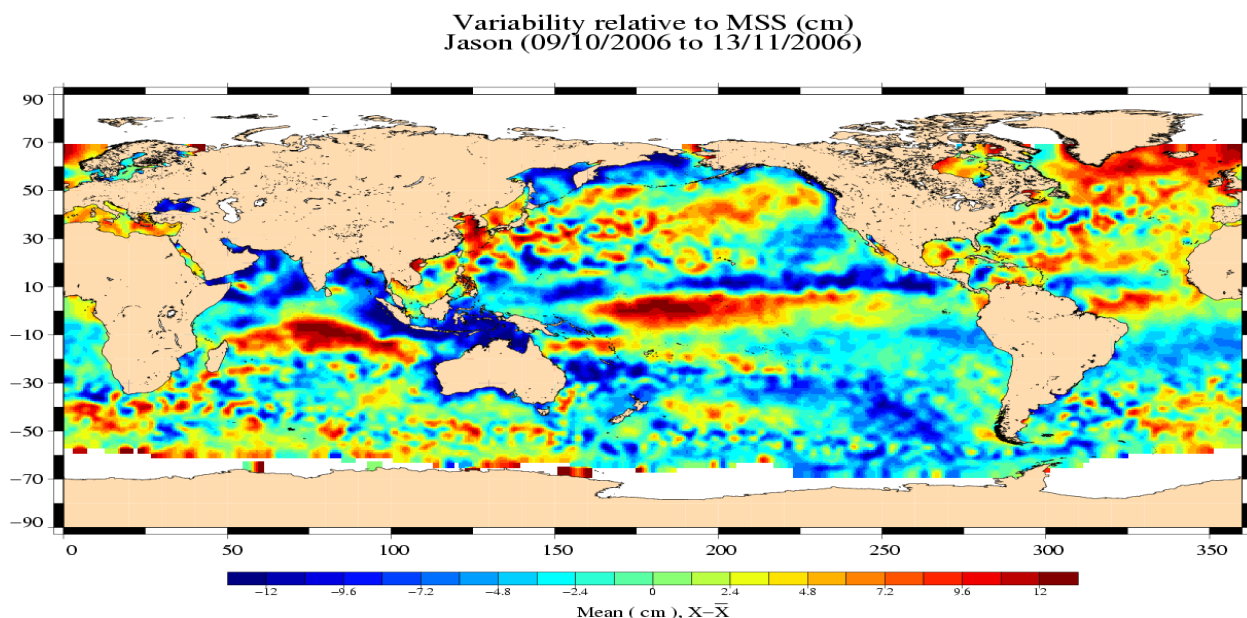 Variability relative to MSS (cm)
Jason (09/10/2006 to 13/11/2006)
90
70
50
30
10
−10
−30
−50
−70
−90
0 50 100 150 200 250 300 350
−12 −9.6 −7.2 −4.8 −2.4 0 2.4 4.8 7.2 9.6 12
Mean ( cm ), X−X̅